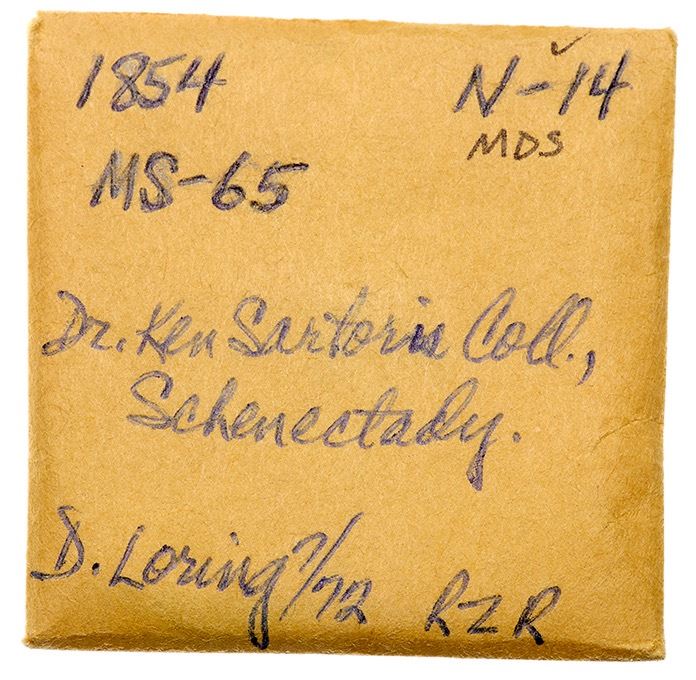 1854 N-14
MDS
MS-65
Dr. Ken Sartoris Coll.,
Schenectady.
D. Loring 7/72 RZR